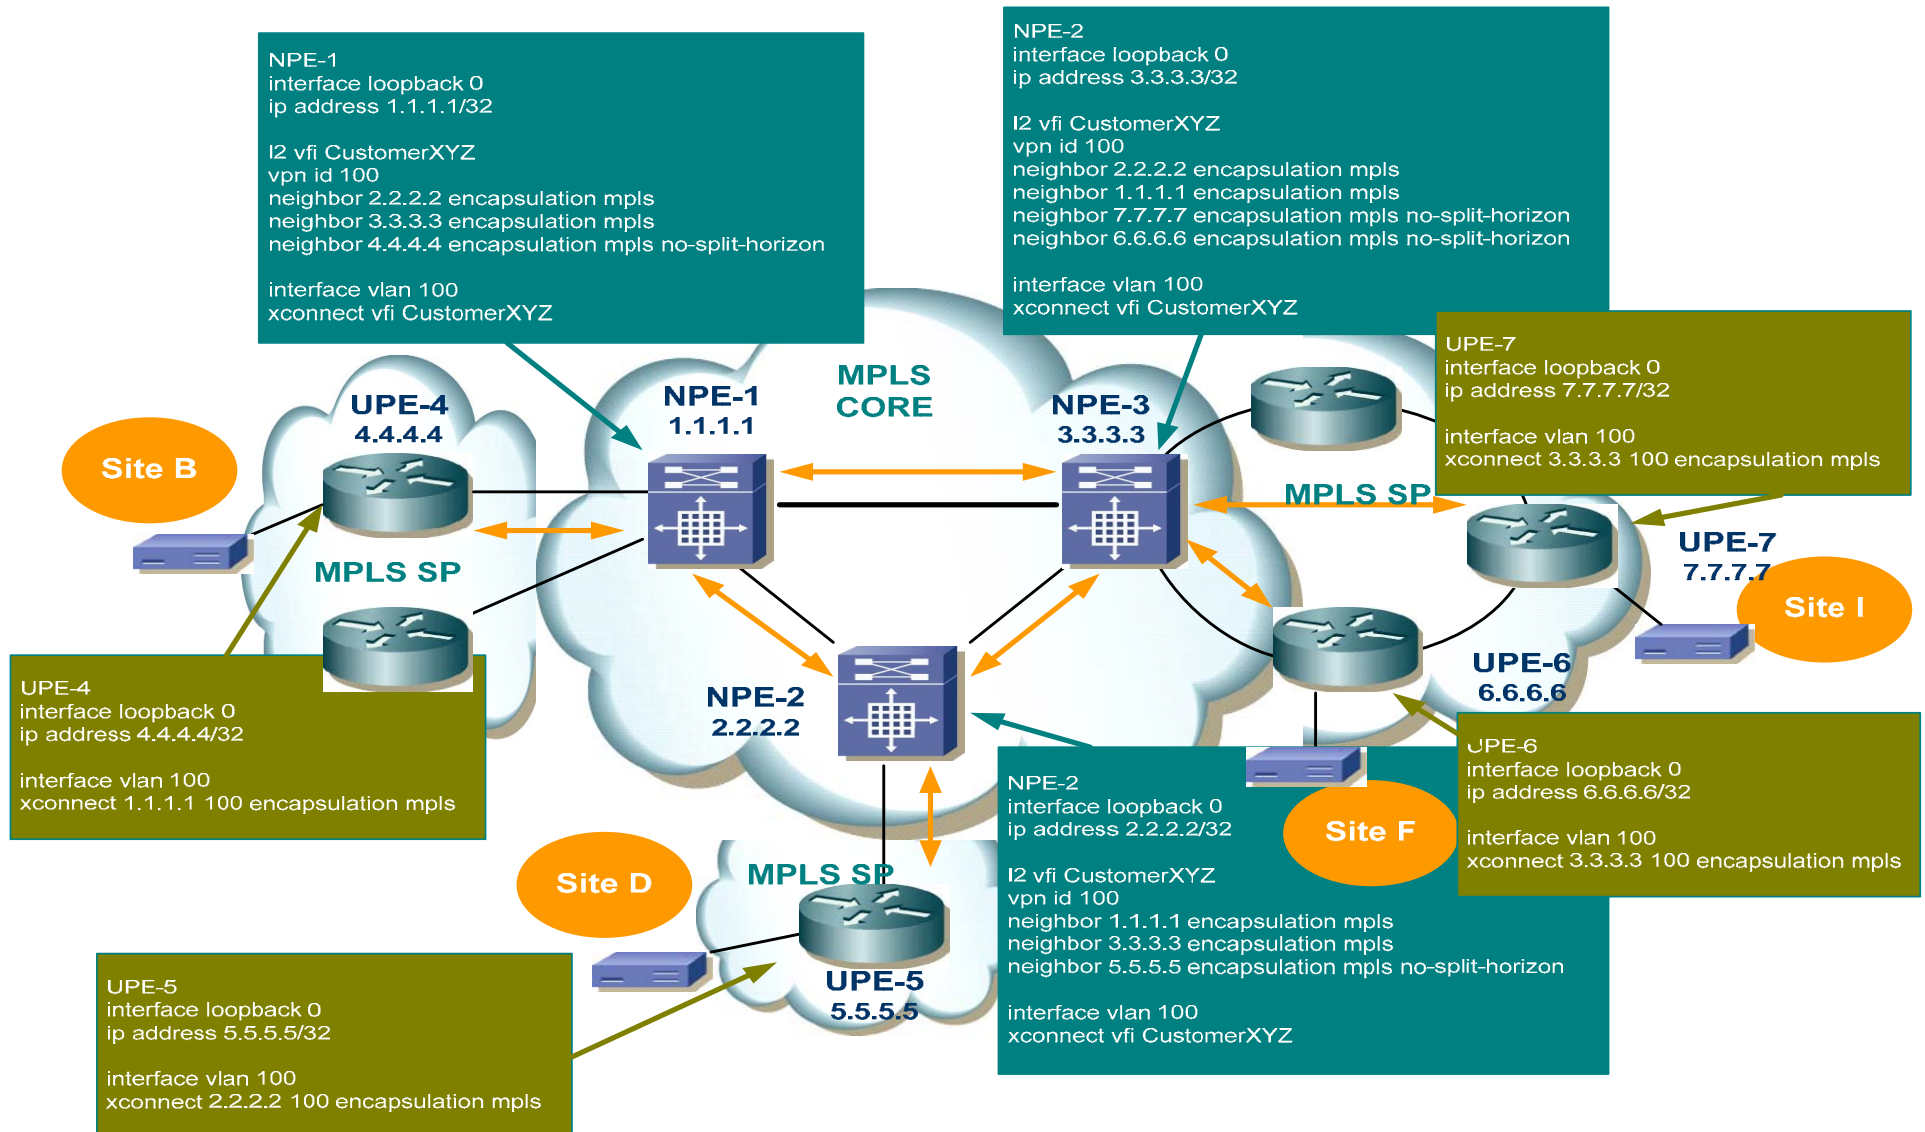 NPE-1
interface loopback 0
ip address 1.1.1.1/32
l2 vfi CustomerXYZ
vpn id 100
neighbor 2.2.2.2 encapsulation mpls
neighbor 3.3.3.3 encapsulation mpls
neighbor 4.4.4.4 encapsulation mpls no-split-horizon
interface vlan 100
xconnect vfi CustomerXYZ
NPE-2
interface loopback 0
ip address 3.3.3.3/32
l2 vfi CustomerXYZ
vpn id 100
neighbor 2.2.2.2 encapsulation mpls
neighbor 1.1.1.1 encapsulation mpls
neighbor 7.7.7.7 encapsulation mpls no-split-horizon
neighbor 6.6.6.6 encapsulation mpls no-split-horizon
interface vlan 100
xconnect vfi CustomerXYZ
UPE-7
interface loopback 0
ip address 7.7.7.7/32
interface vlan 100
xconnect 3.3.3.3 100 encapsulation mpls
MPLS
CORE
UPE-4
4.4.4.4
NPE-1
1.1.1.1
NPE-3
3.3.3.3
Site B
MPLS SP
MPLS SP
UPE-7
7.7.7.7
Site I
UPE-4
interface loopback 0
ip address 4.4.4.4/32
interface vlan 100
xconnect 1.1.1.1 100 encapsulation mpls
NPE-2
2.2.2.2
UPE-6
6.6.6.6
UPE-6
interface loopback 0
ip address 6.6.6.6/32
interface vlan 100
xconnect 3.3.3.3 100 encapsulation mpls
NPE-2
interface loopback 0
ip address 2.2.2.2/32
l2 vfi CustomerXYZ
vpn id 100
neighbor 1.1.1.1 encapsulation mpls
neighbor 3.3.3.3 encapsulation mpls
neighbor 5.5.5.5 encapsulation mpls no-split-horizon
interface vlan 100
xconnect vfi CustomerXYZ
Site F
Site D
MPLS SP
UPE-5
5.5.5.5
UPE-5
interface loopback 0
ip address 5.5.5.5/32
interface vlan 100
xconnect 2.2.2.2 100 encapsulation mpls